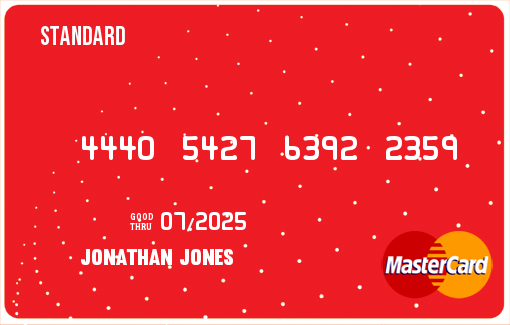 STANDARD
4440 5427 6392 2359
GOOD
THRU 07/2025
JONATHAN JONES
MasterCard